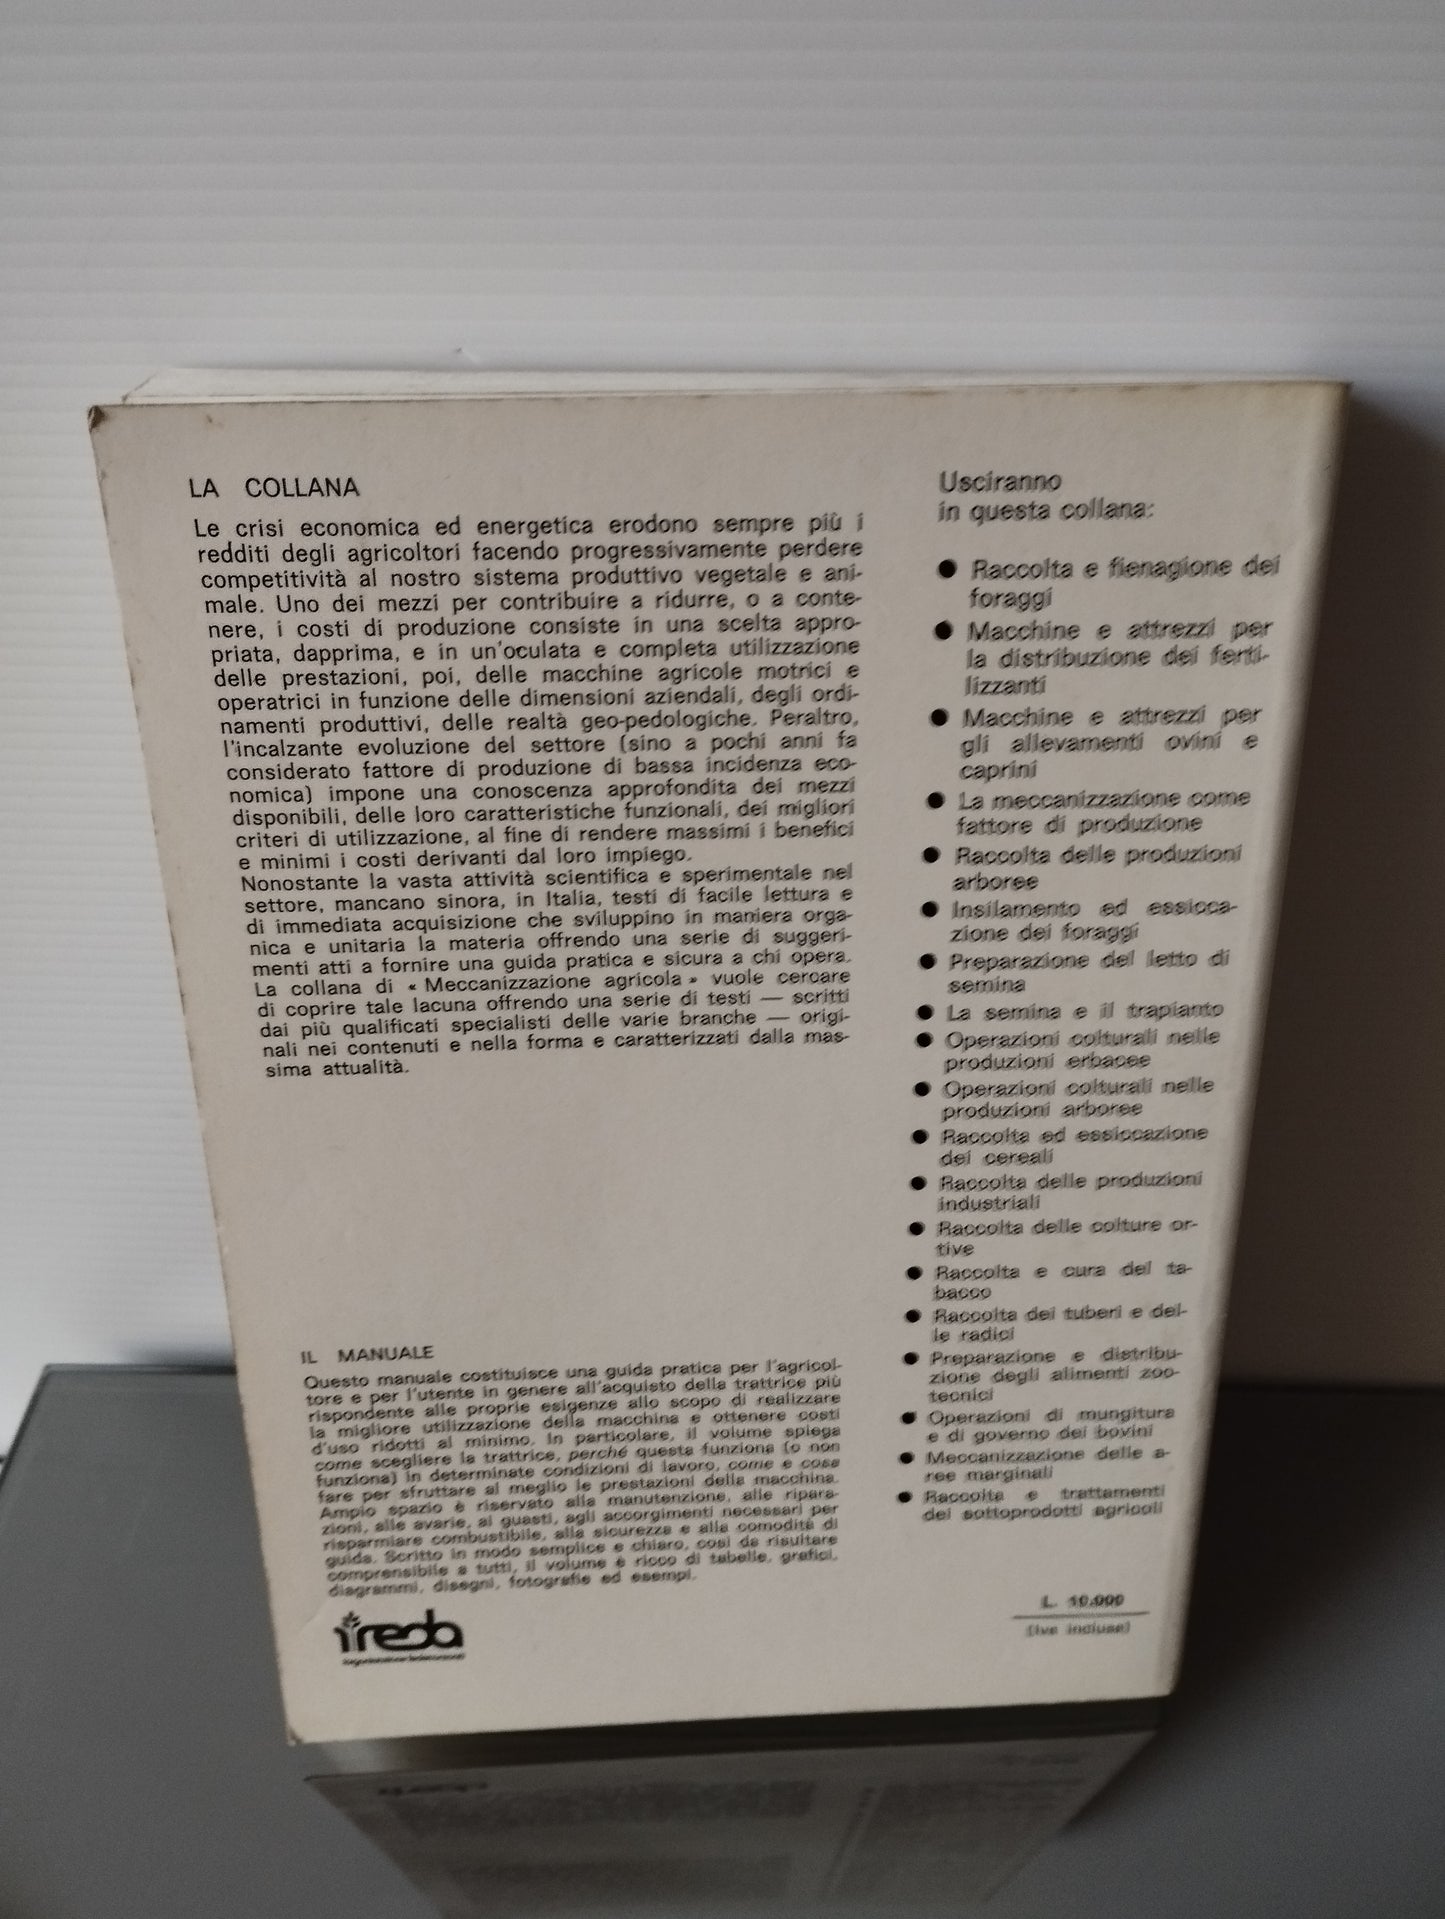 LA COLLANA
Le crisi economica ed energetica erodono sempre più i
redditi degli agricoltori facendo progressivamente perdere
competitività al nostro sistema produttivo vegetale e ani-
male. Uno dei mezzi per contribuire a ridurre, o a conte-
nere, i costi di produzione consiste in una scelta appro-
priata, dapprima, e in un'oculata e completa utilizzazione
delle prestazioni, poi, delle macchine agricole motrici e
operatrici in funzione delle dimensioni aziendali, degli ordi-
namenti produttivi, delle realtà geo-pedologiche. Peraltro,
l'incalzante evoluzione del settore (sino a pochi anni fa
considerato fattore di produzione di bassa incidenza eco-
nomica) impone una conoscenza approfondita dei mezzi
disponibili, delle loro caratteristiche funzionali, dei migliori
criteri di utilizzazione, al fine di rendere massimi i benefici
e minimi i costi derivanti dal loro impiego.
Nonostante la vasta attività scientifica e sperimentale nel
settore, mancano sinora, in Italia, testi di facile lettura e
di immediata acquisizione che sviluppino in maniera orga-
nica e unitaria la materia offrendo una serie di suggeri-
menti atti a fornire una guida pratica e sicura a chi opera.
La collana di « Meccanizzazione agricola » vuole cercare
di coprire tale lacuna offrendo una serie di testi — scritti
dai più qualificati specialisti delle varie branche — origi-
nali nei contenuti e nella forma e caratterizzati dalla mas-
sima attualità.
IL MANUALE
Questo manuale costituisce una guida pratica per l'agricol-
tore e per l'utente in genere all'acquisto della trattrice più
rispondente alle proprie esigenze allo scopo di realizzare
la migliore utilizzazione della macchina e ottenere costi
d'uso ridotti al minimo. In particolare, il volume spiega
come scegliere la trattrice, perché questa funziona (o non
funziona) in determinate condizioni di lavoro, come e cosa
fare per sfruttare al meglio le prestazioni della macchina.
Ampio spazio è riservato alla manutenzione, alle ripara-
zioni, alle avarie, ai guasti, agli accorgimenti necessari per
risparmiare combustibile, alla sicurezza e alla comodità di
guida. Scritto in modo semplice e chiaro, così da risultare
comprensibile a tutti, il volume è ricco di tabelle, grafici,
diagrammi, disegni, fotografie ed esempi.
reda
Usciranno
in questa collana:
● Raccolta e fienagione dei
foraggi
● Macchine e attrezzi per
la distribuzione dei ferti-
lizzanti
● Macchine e attrezzi per
gli allevamenti ovini e
caprini
● La meccanizzazione come
fattore di produzione
● Raccolta delle produzioni
arboree
● Insilamento ed essicca-
zione dei foraggi
● Preparazione del letto di
semina
● La semina e il trapianto
● Operazioni colturali nelle
produzioni erbacee
● Operazioni colturali nelle
produzioni arboree
● Raccolta ed essiccazione
dei cereali
● Raccolta delle produzioni
industriali
● Raccolta delle colture or-
tive
● Raccolta e cura del ta-
bacco
● Raccolta dei tuberi e del-
le radici
● Preparazione e distribu-
zione degli alimenti zoo-
tecnici
● Operazioni di mungitura
e di governo dei bovini
● Meccanizzazione delle a-
ree marginali
● Raccolta e trattamenti
dei sottoprodotti agricoli
L. 10.000
(iva inclusa)